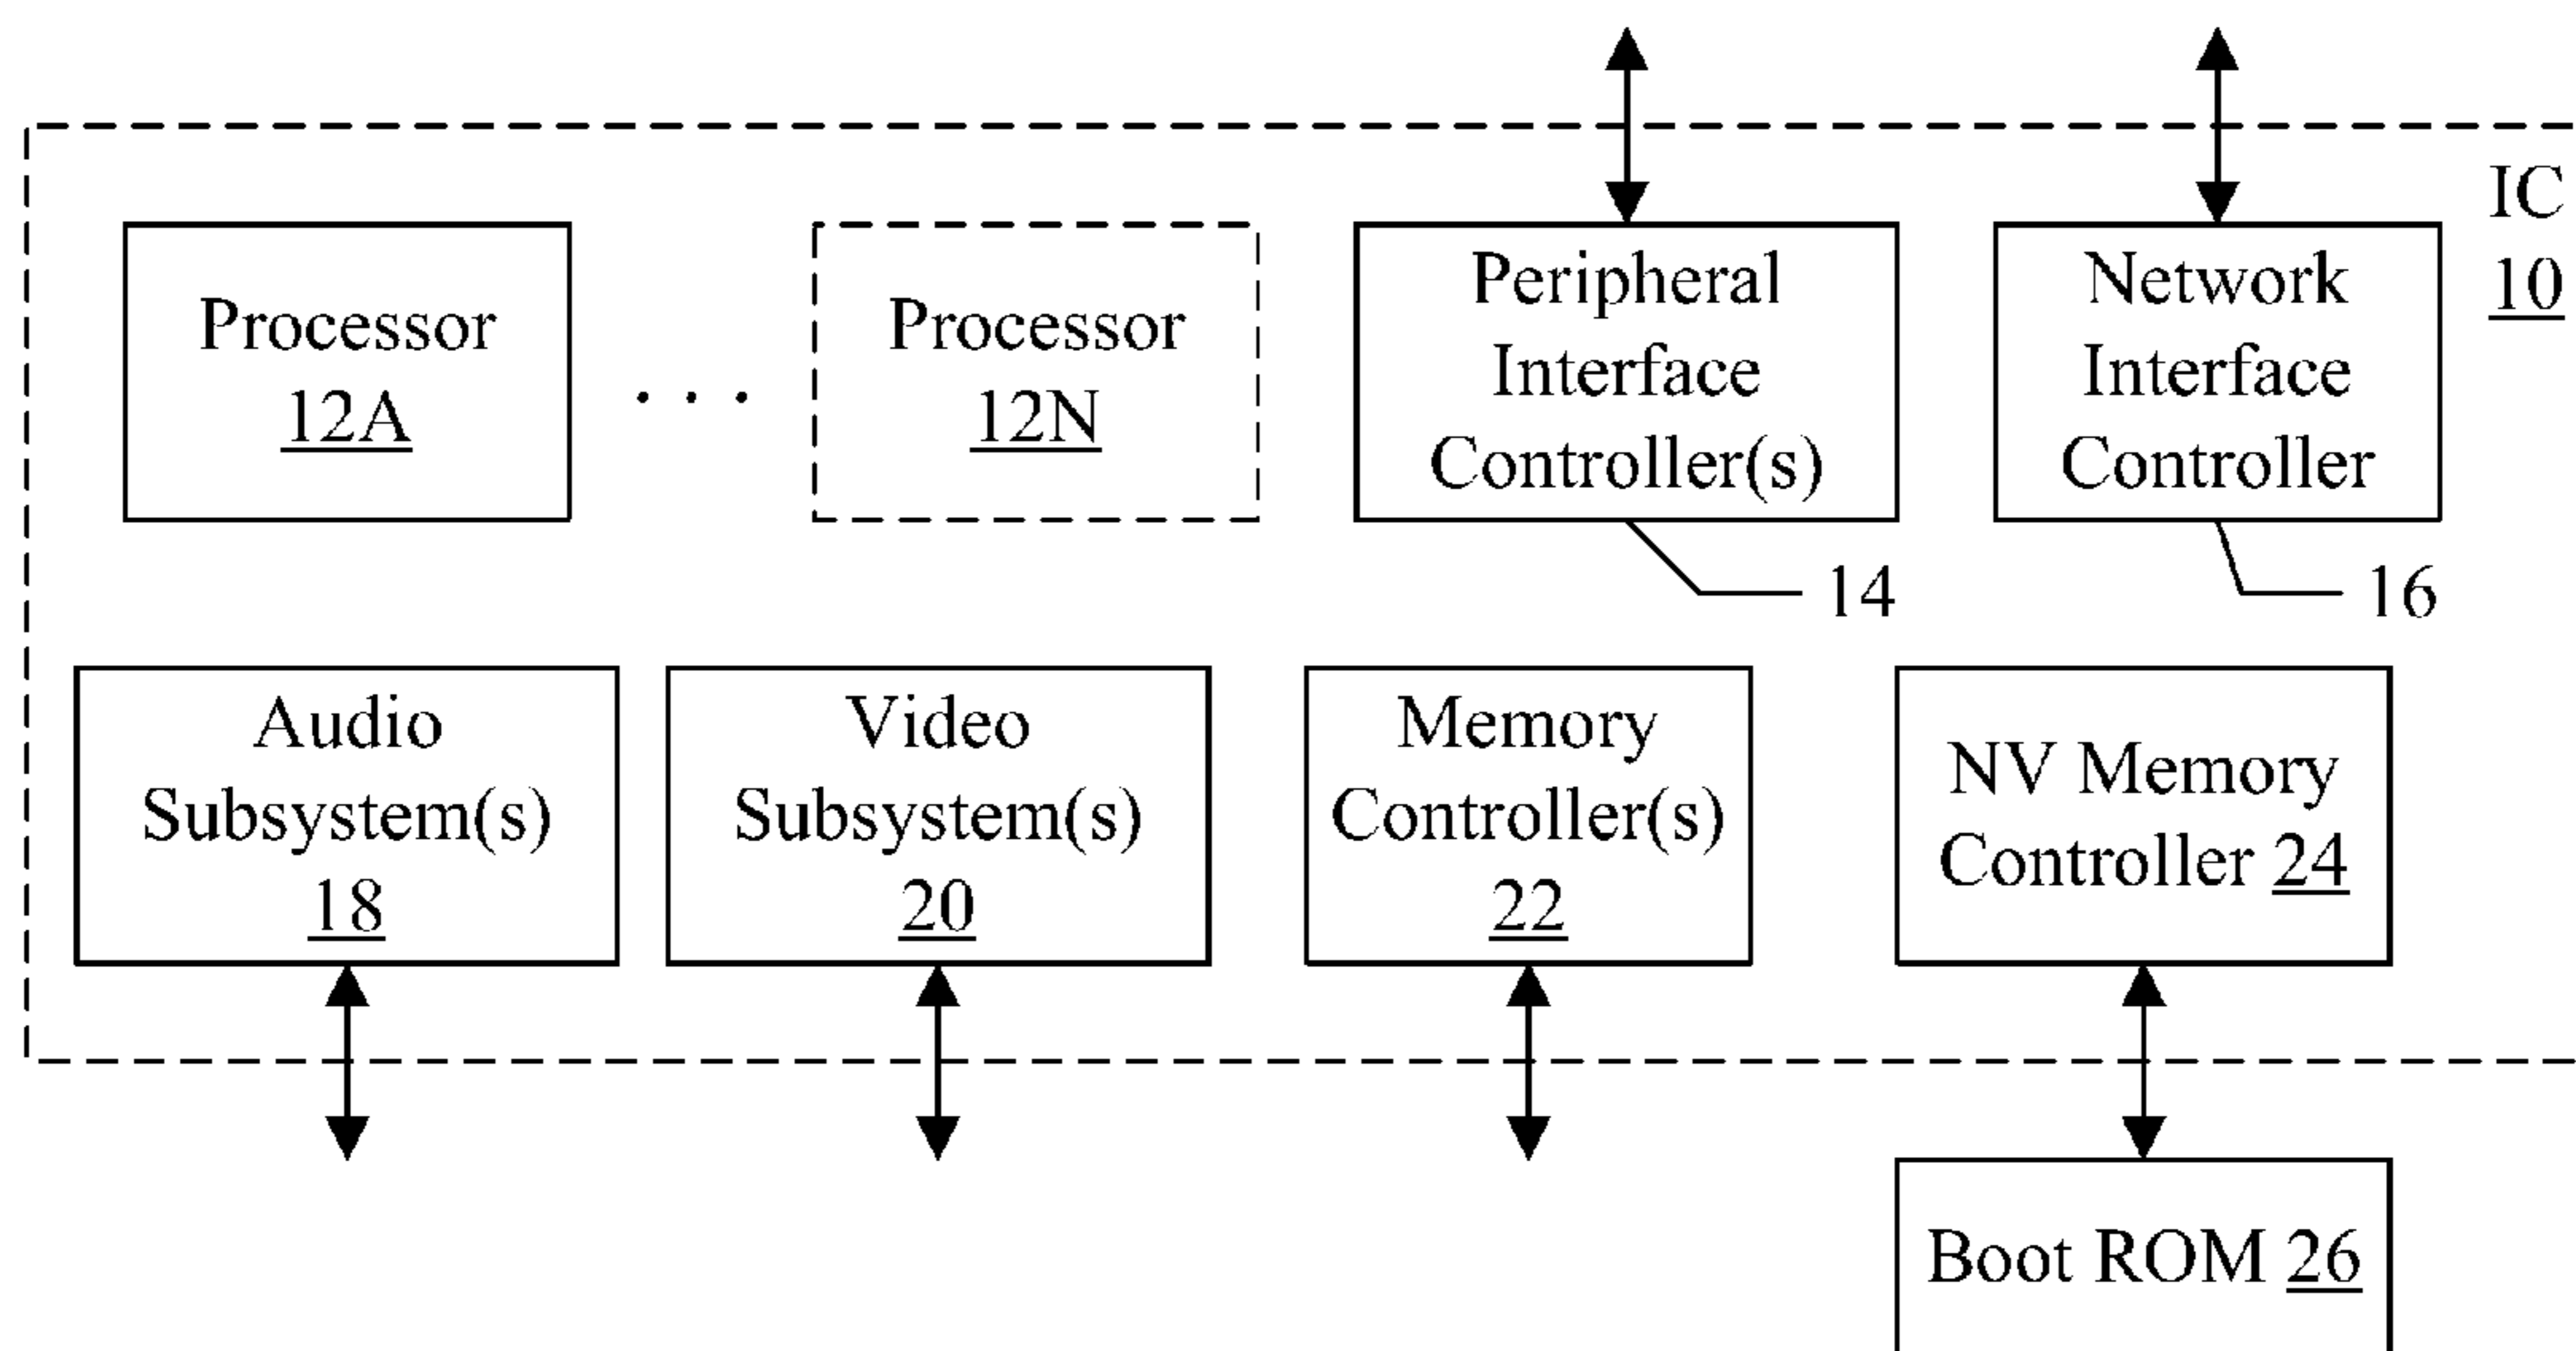 IC
10
Processor
12A
. . .
Processor
12N
Peripheral
Interface
Controller(s)
14
Network
Interface
Controller
16
Audio
Subsystem(s)
18
Video
Subsystem(s)
20
Memory
Controller(s)
22
NV Memory
Controller 24
Boot ROM 26